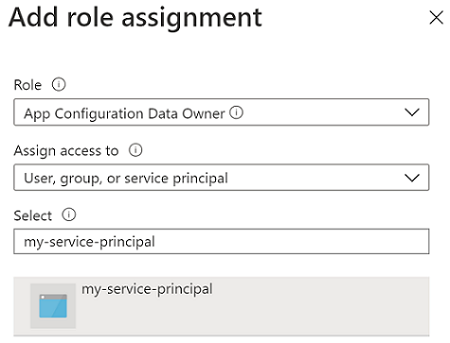 Add role assignment
Role
App Configuration Data Owner
Assign access to
User, group, or service principal
Select
my-service-principal
my-service-principal